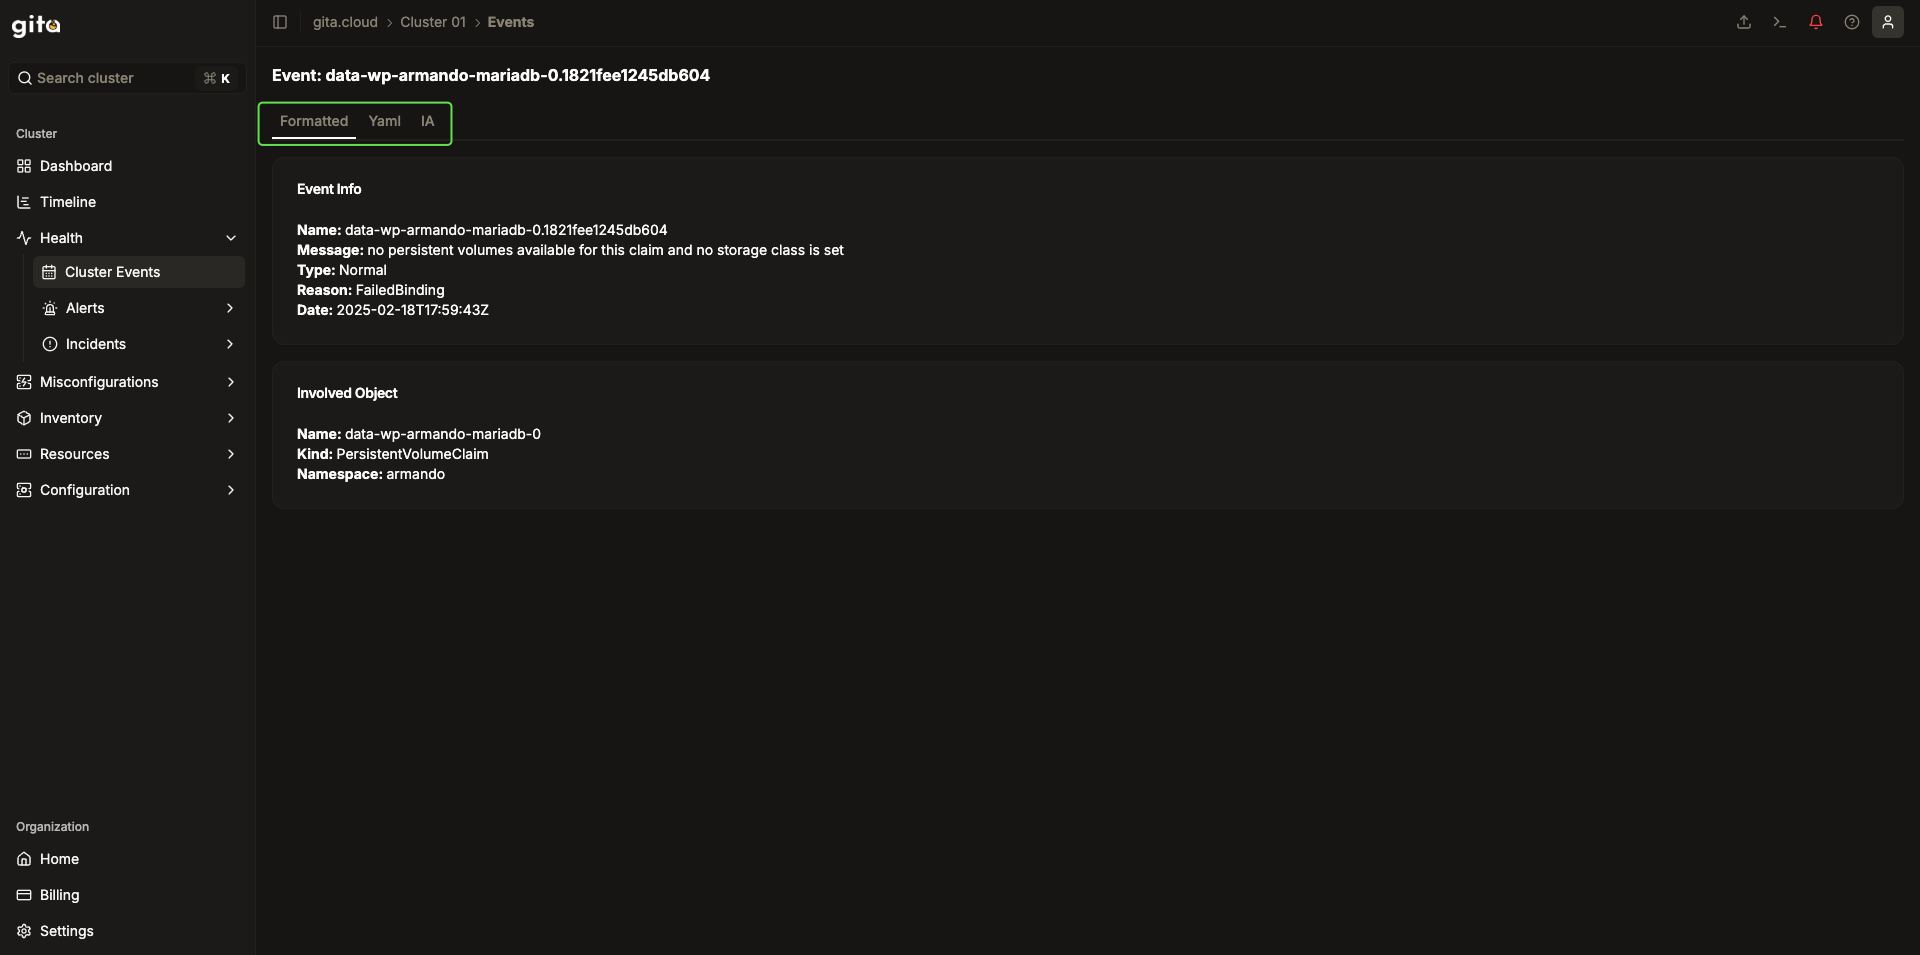 gita
gita.cloud > Cluster 01 > Events
Search cluster ⌘ K
Event: data-wp-armando-mariadb-0.1821fee1245db604
Formatted Yaml IA
Cluster
Dashboard
Timeline
Health
Cluster Events
Alerts
Incidents
Misconfigurations
Inventory
Resources
Configuration
Event Info
Name: data-wp-armando-mariadb-0.1821fee1245db604
Message: no persistent volumes available for this claim and no storage class is set
Type: Normal
Reason: FailedBinding
Date: 2025-02-18T17:59:43Z
Involved Object
Name: data-wp-armando-mariadb-0
Kind: PersistentVolumeClaim
Namespace: armando
Organization
Home
Billing
Settings